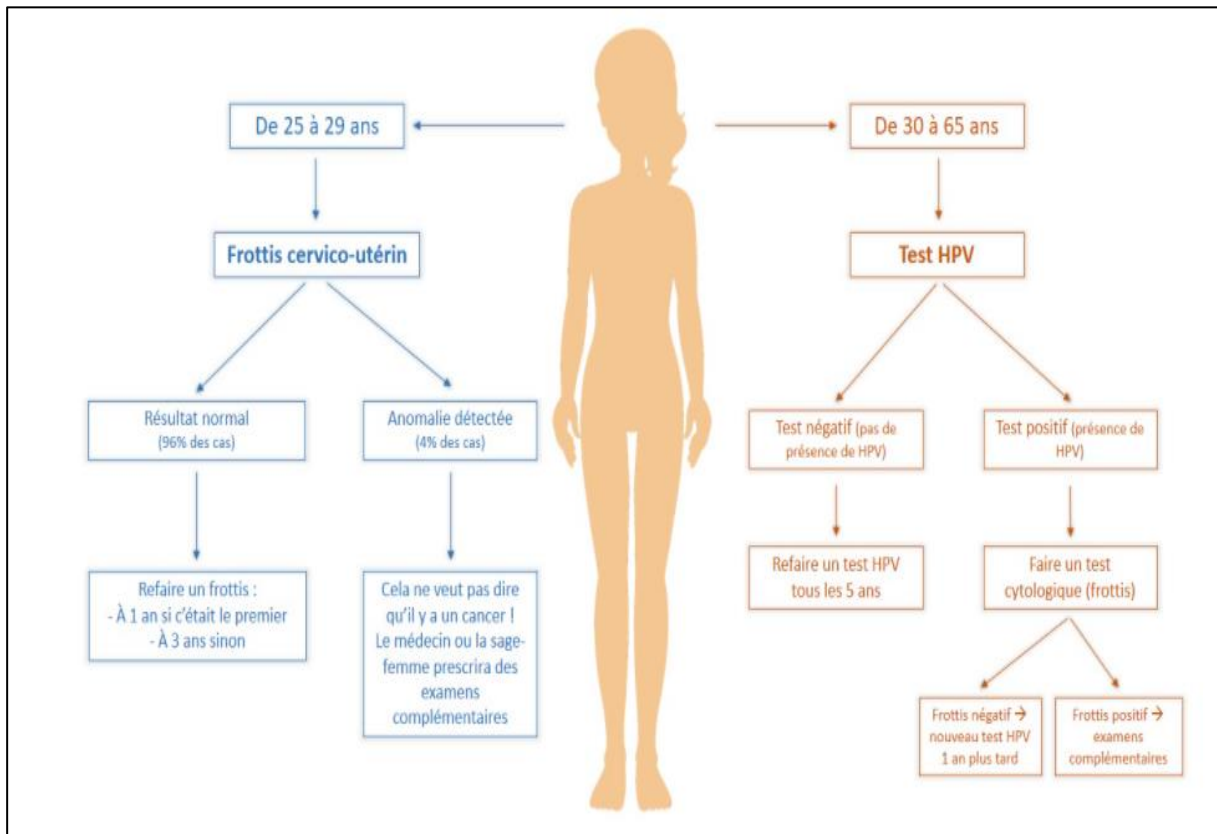 De 25 à 29 ans
Frottis cervico-utérin
Résultat normal
(96% des cas)
Anomalie détectée
(4% des cas)
Refaire un frottis :
- À 1 an si c'était le premier
- À 3 ans sinon
Cela ne veut pas dire
qu'il y a un cancer !
Le médecin ou la sage-
femme prescrira des
examens
complémentaires
De 30 à 65 ans
Test HPV
Test négatif (pas de
présence de HPV)
Test positif (présence de
HPV)
Refaire un test HPV
tous les 5 ans
Faire un test
cytologique (frottis)
Frottis négatif →
nouveau test HPV
1 an plus tard
Frottis positif →
examens
complémentaires